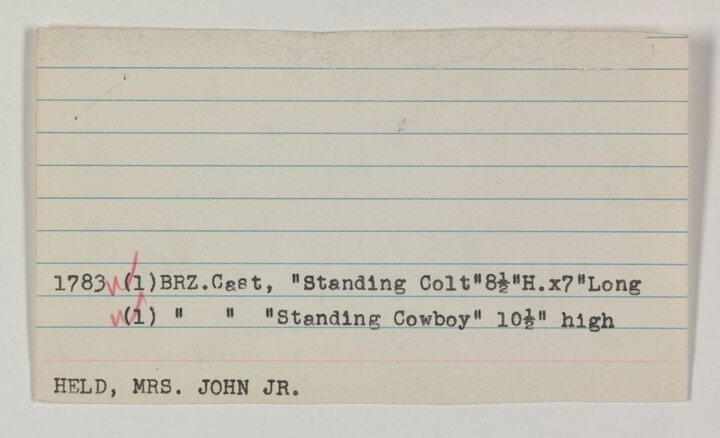 1783 (1)BRZ.Cast, "Standing Colt"8½"H.x7"Long
(1) " " "Standing Cowboy" 10½" high
HELD, MRS. JOHN JR.